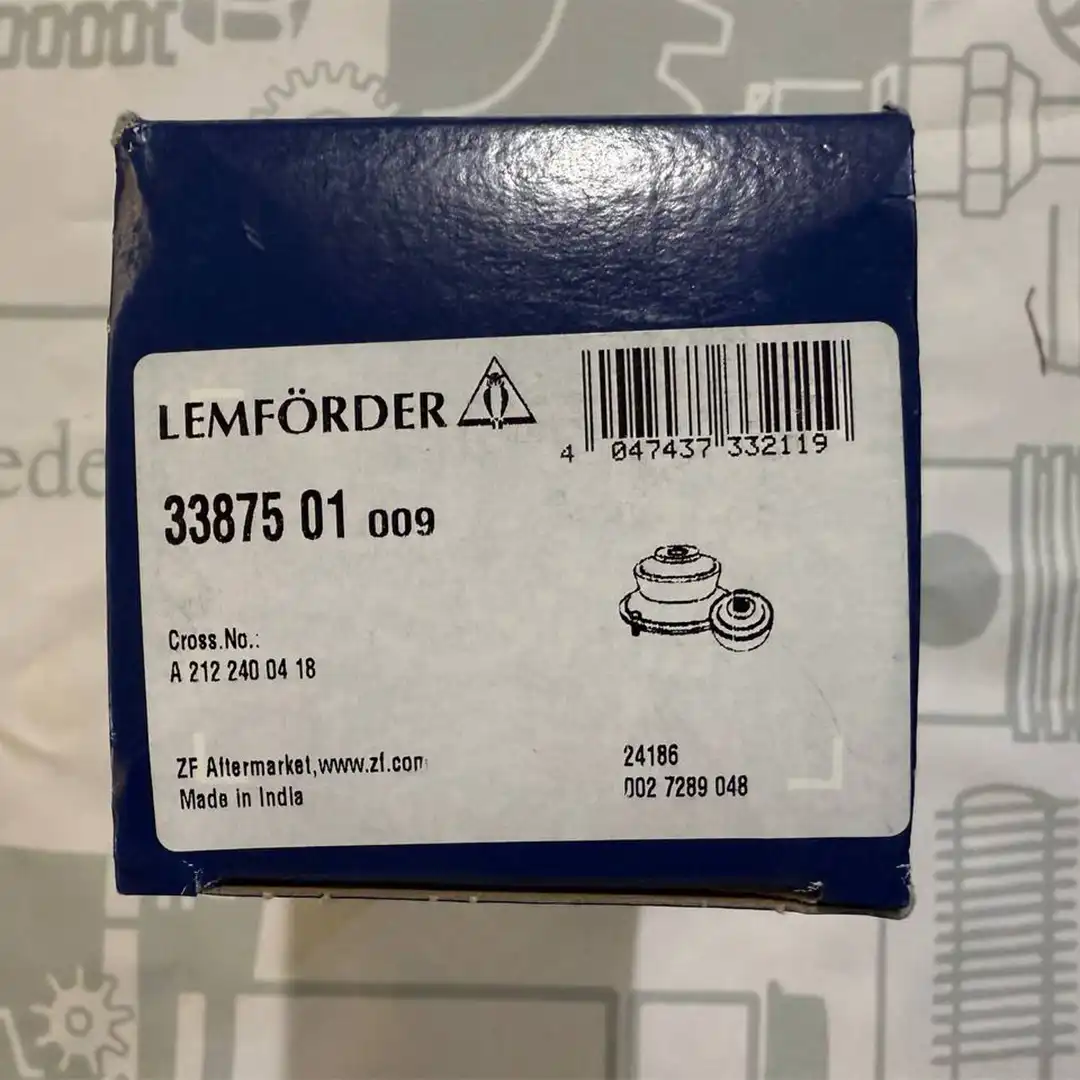 LEMFÖRDER
4 047437 332119
33875 01 009
Cross.No.:
A 212 240 04 18
ZF Aftermarket,www.zf.com
Made in India
24186
002 7289 048
ede